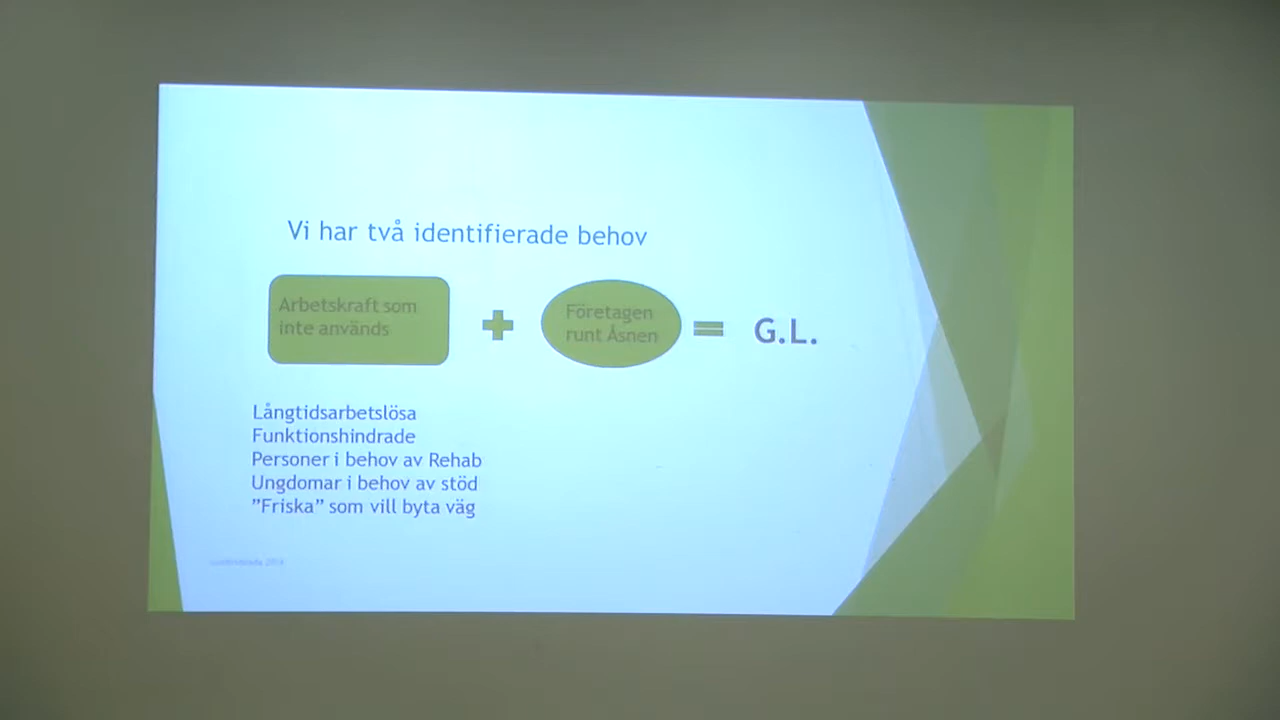 Vi har två identifierade behov
Arbetskraft som
inte används
Företagen
runt Åsnen
G.L.
Långtidsarbetslösa
Funktionshindrade
Personer i behov av Rehab
Ungdomar i behov av stöd
”Friska” som vill byta väg
2014